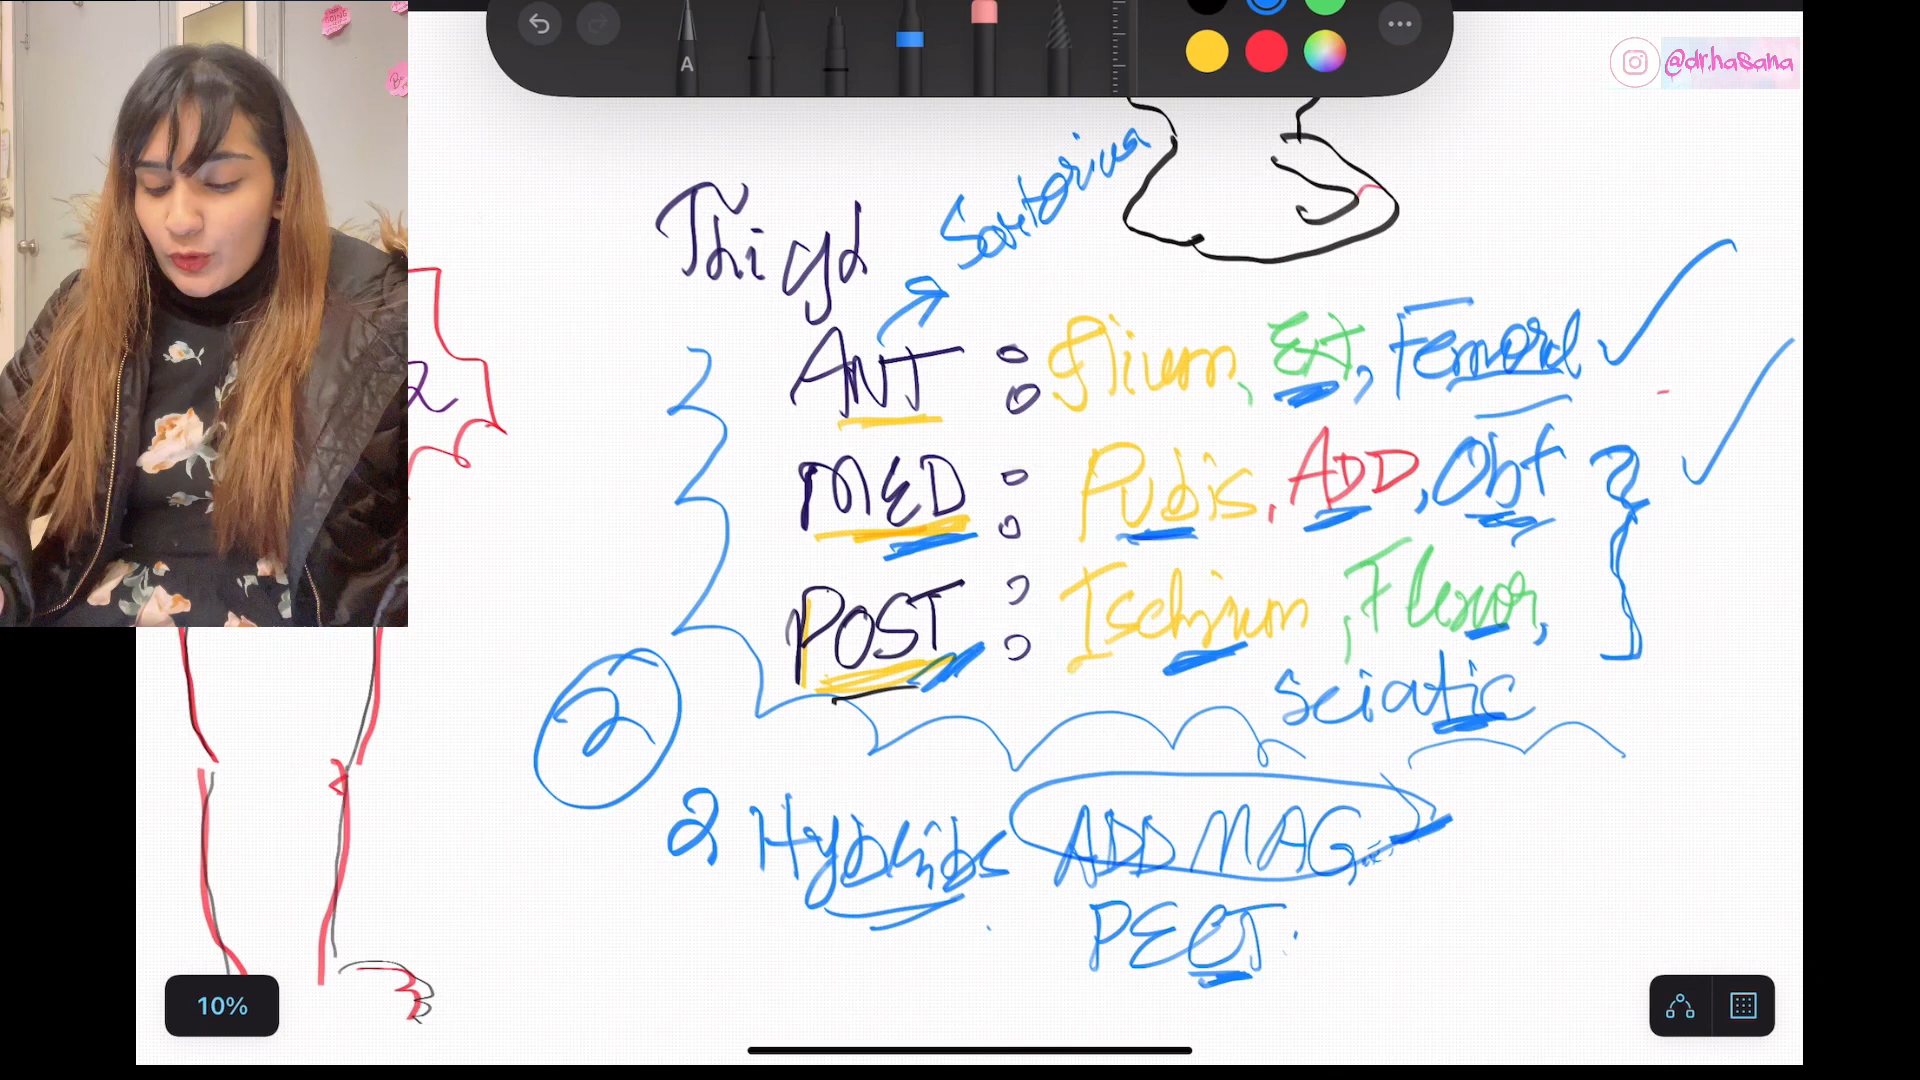 @dr.hasana
A
Sartorius
Thigh
ANT : Ilium, Ext, Femoral
MED : Pubis, ADD, Obt
POST : Ischium, Flexor,
Sciatic
2
2 Hybrids ADD MAG.
PECT.
10%